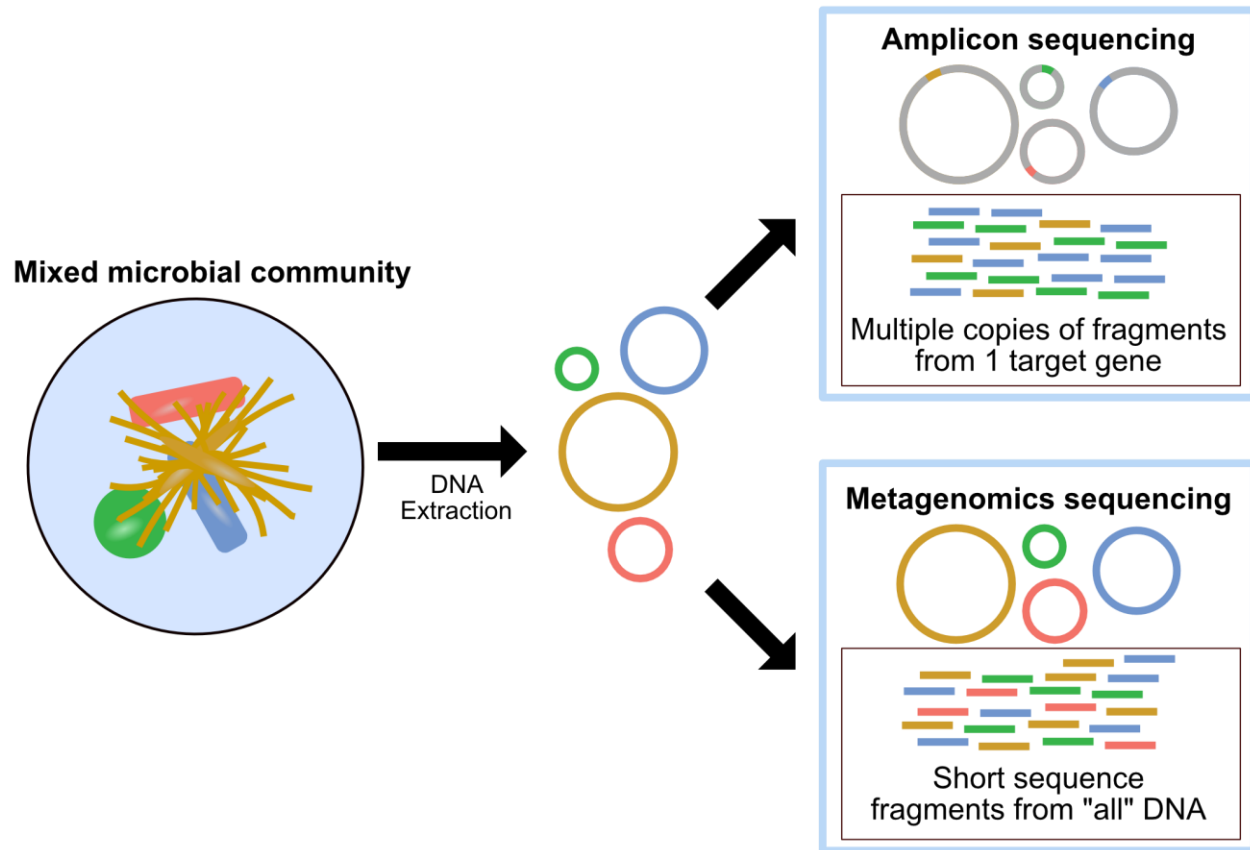 Mixed microbial community
DNA
Extraction
Amplicon sequencing
Multiple copies of fragments
from 1 target gene
Metagenomics sequencing
Short sequence
fragments from "all" DNA